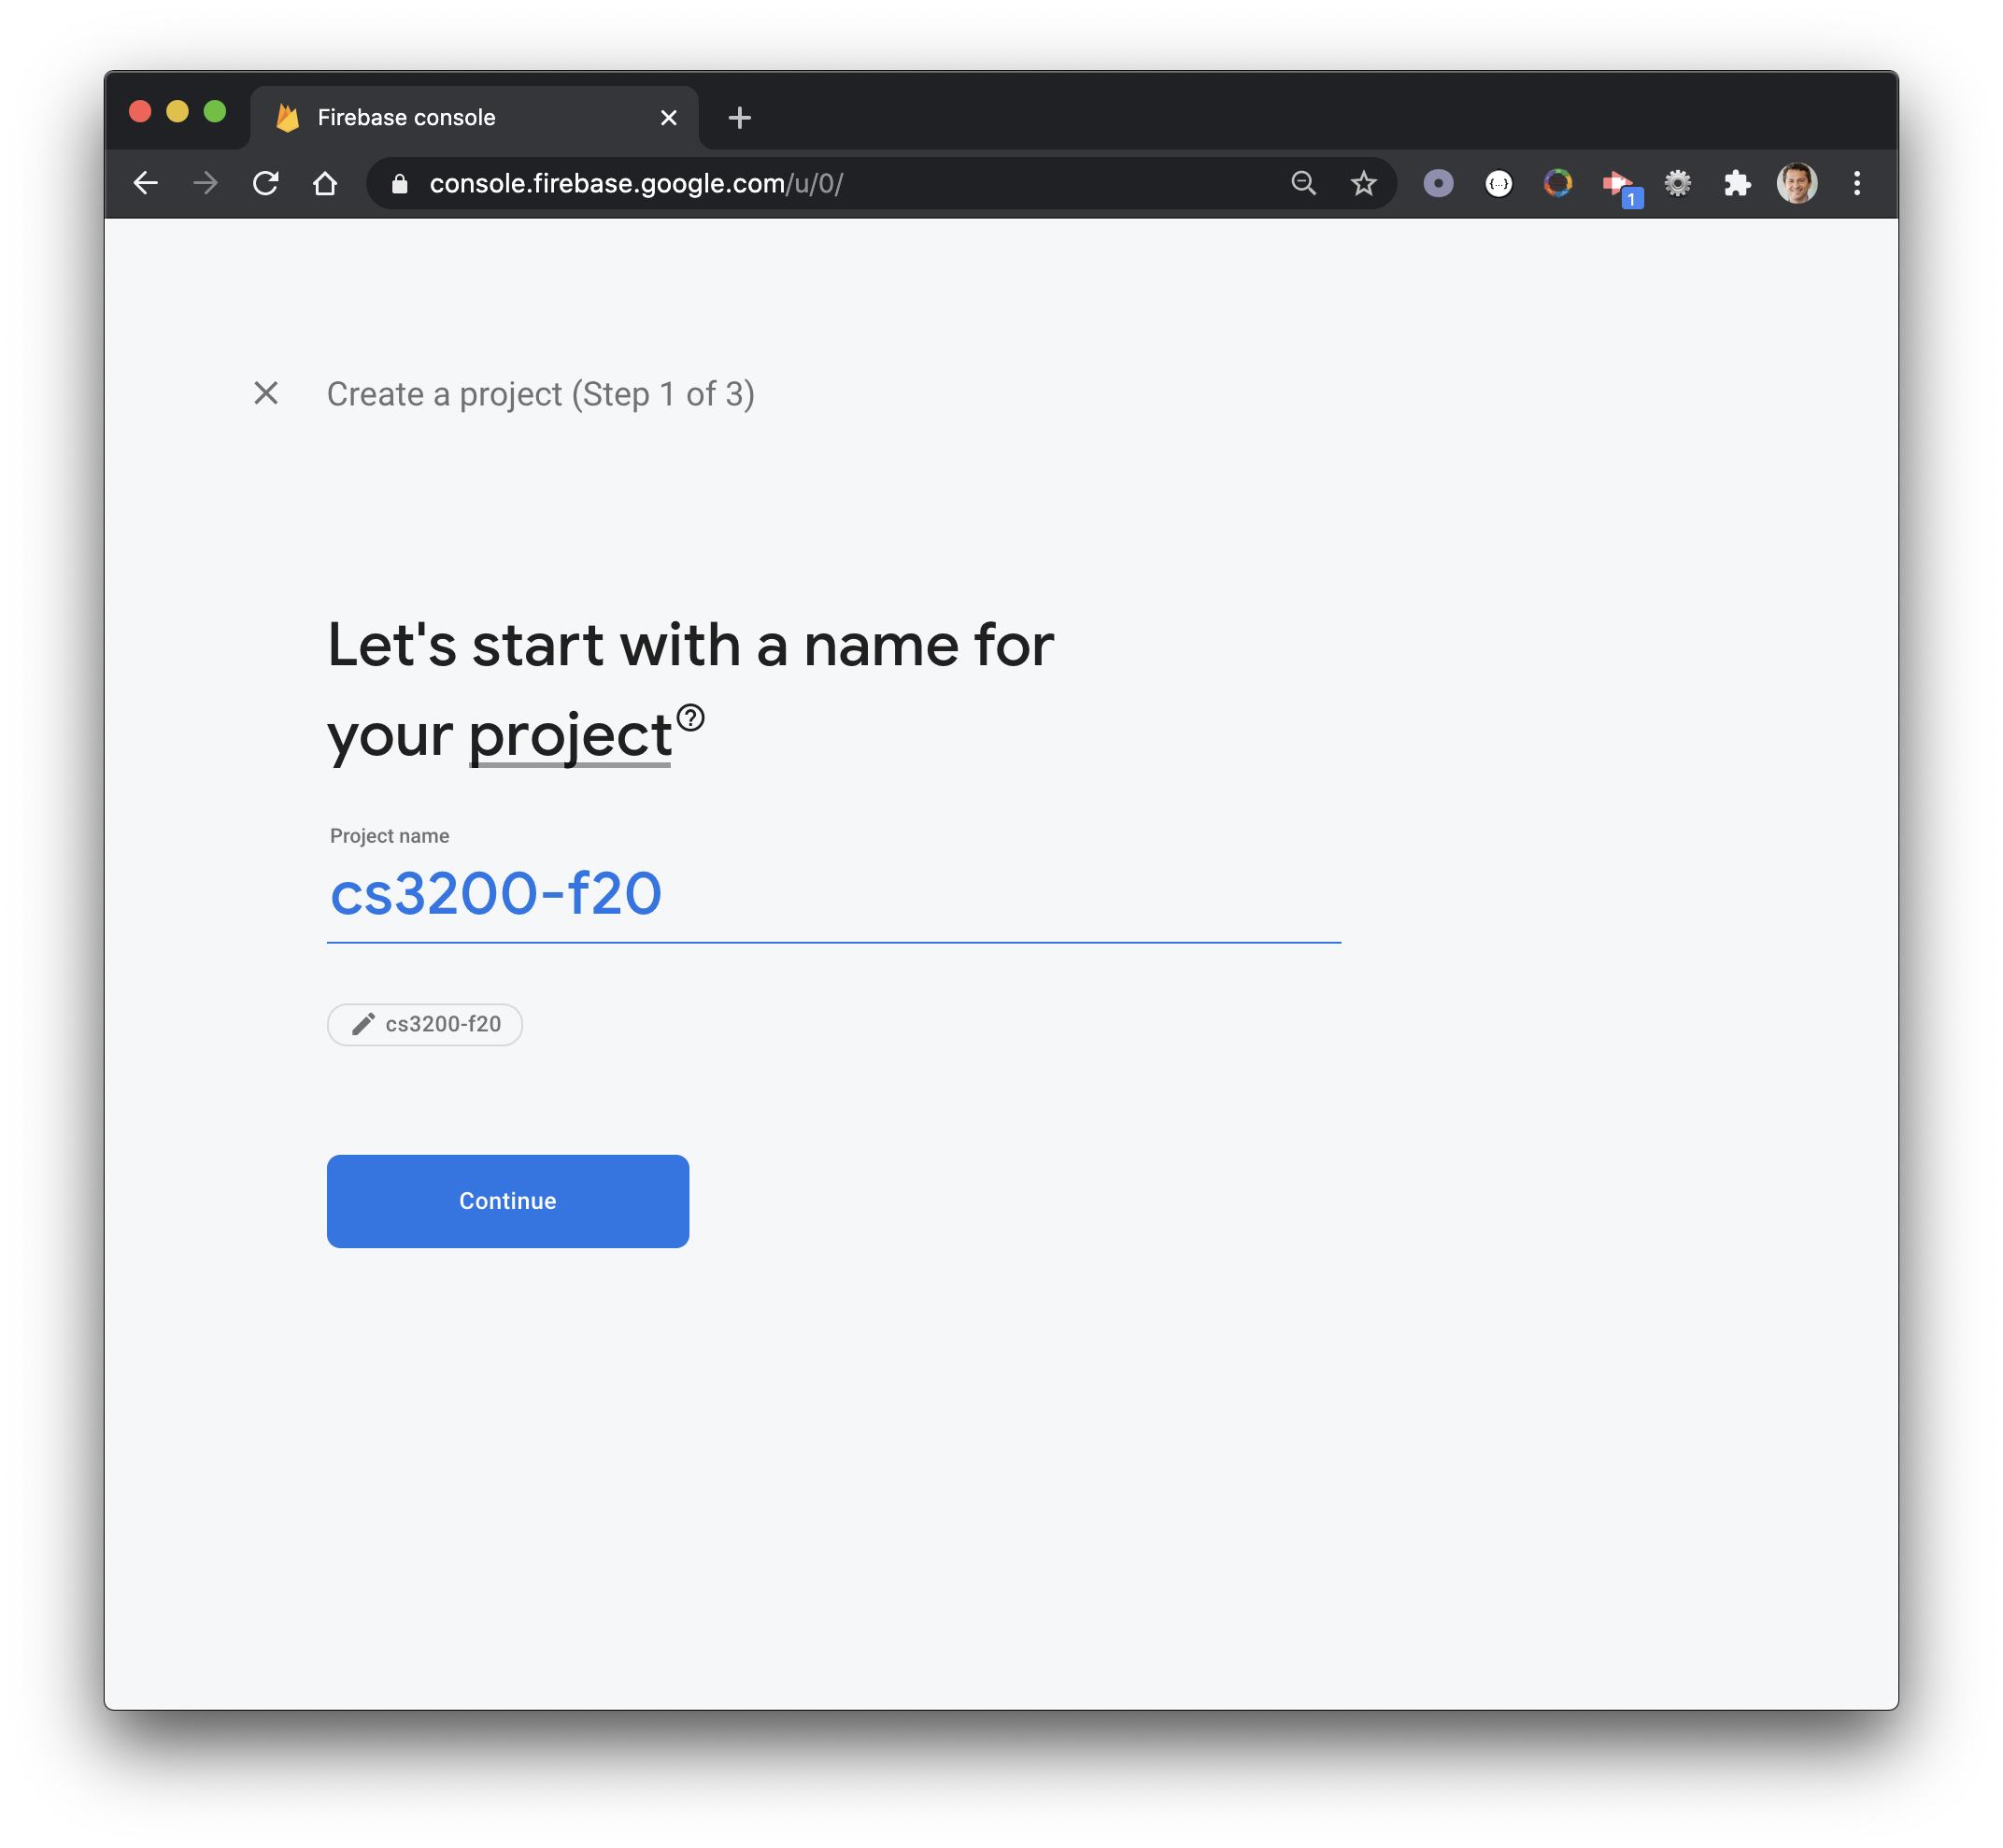 Firebase console
console.firebase.google.com/u/0/
{...}
1
Create a project (Step 1 of 3)
Let's start with a name for
your project
?
Project name
cs3200-f20
cs3200-f20
Continue